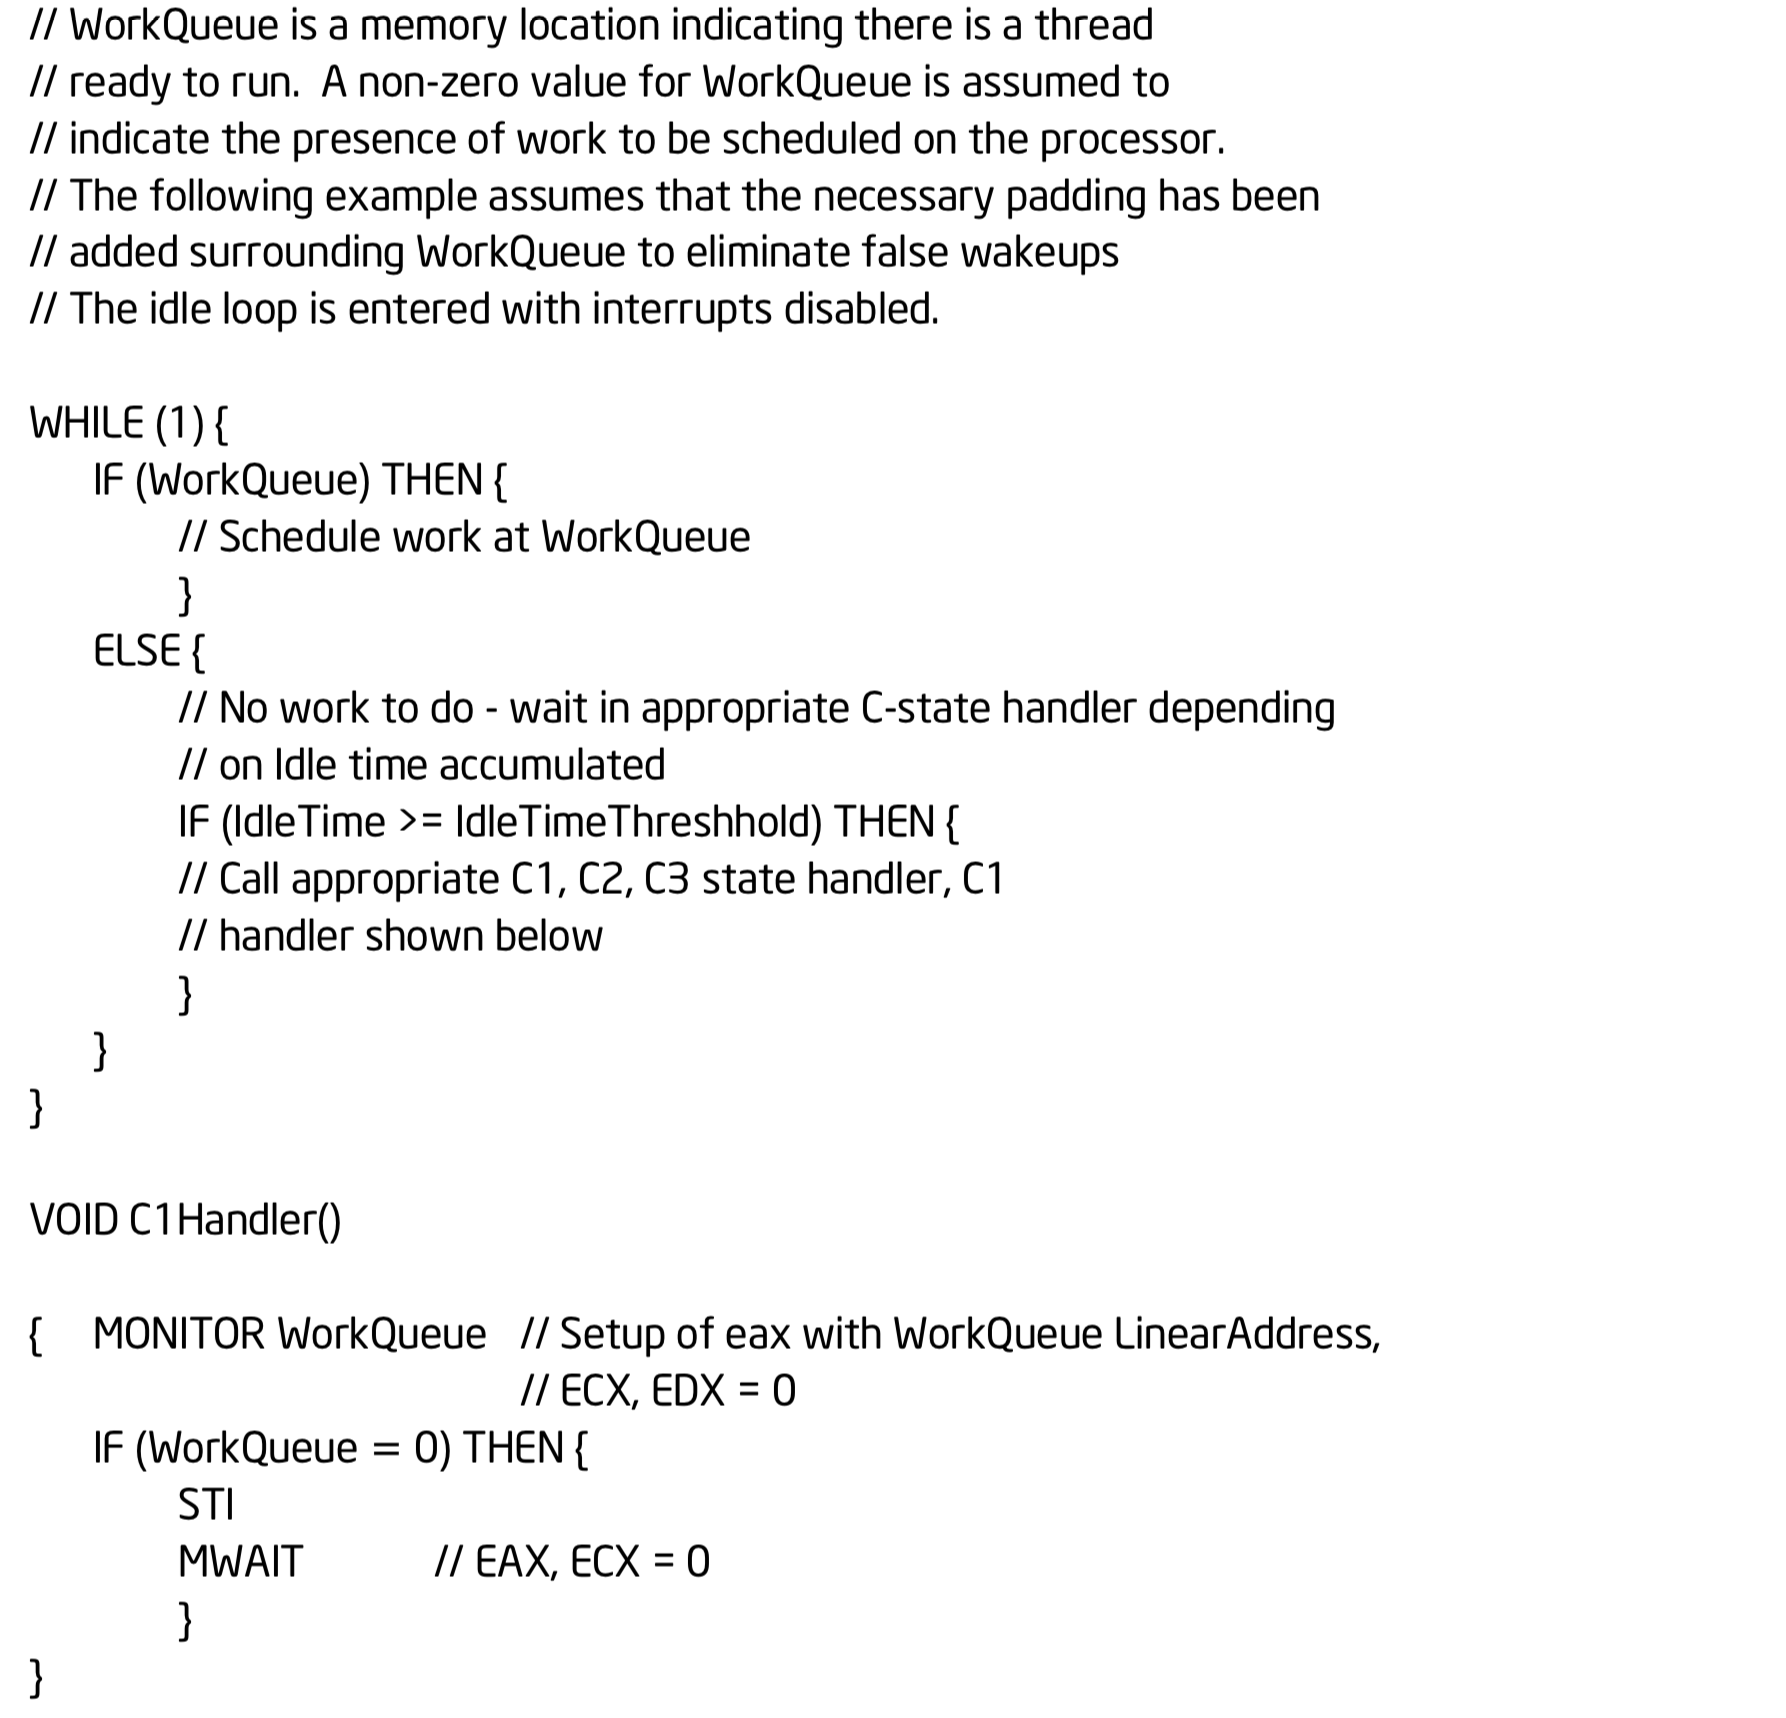 // WorkQueue is a memory location indicating there is a thread
// ready to run.  A non-zero value for WorkQueue is assumed to
// indicate the presence of work to be scheduled on the processor.
// The following example assumes that the necessary padding has been
// added surrounding WorkQueue to eliminate false wakeups
// The idle loop is entered with interrupts disabled.

WHILE (1) {
    IF (WorkQueue) THEN {
        // Schedule work at WorkQueue
        }
    ELSE {
        // No work to do - wait in appropriate C-state handler depending
        // on Idle time accumulated
        IF (IdleTime >= IdleTimeThreshhold) THEN {
        // Call appropriate C1, C2, C3 state handler, C1
        // handler shown below
        }
    }
}

VOID C1Handler()

{   MONITOR WorkQueue  // Setup of eax with WorkQueue LinearAddress,
                       // ECX, EDX = 0
    IF (WorkQueue = 0) THEN {
        STI
        MWAIT       // EAX, ECX = 0
        }
}